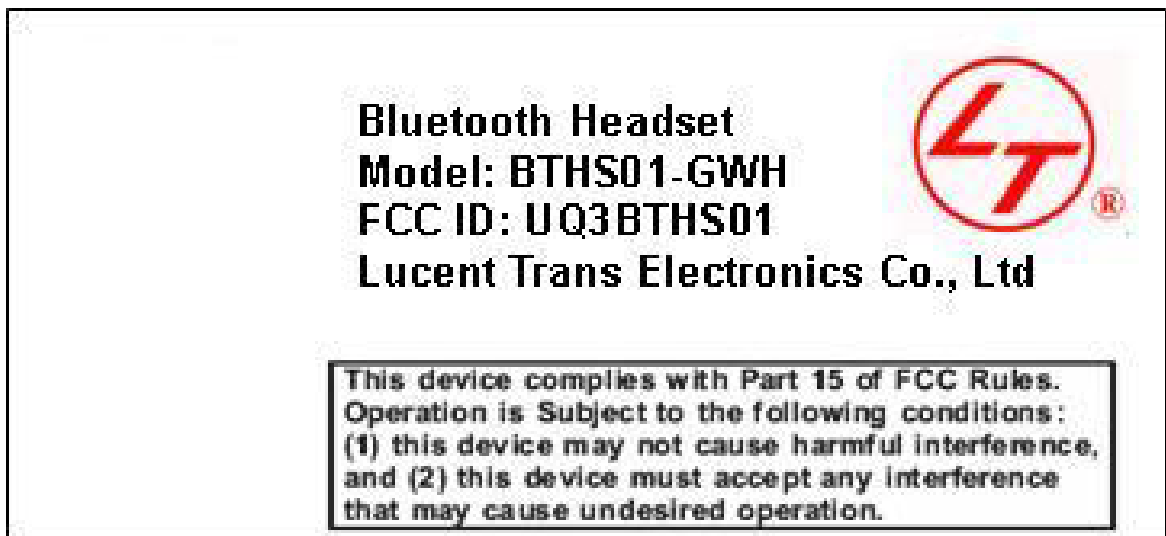 Bluetooth Headset
Model: BTHS01-GWH
FCC ID: UQ3BTHS01
Lucent Trans Electronics Co., Ltd
LT
®
This device complies with Part 15 of FCC Rules.
Operation is Subject to the following conditions:
(1) this device may not cause harmful interference,
and (2) this device must accept any interference
that may cause undesired operation.